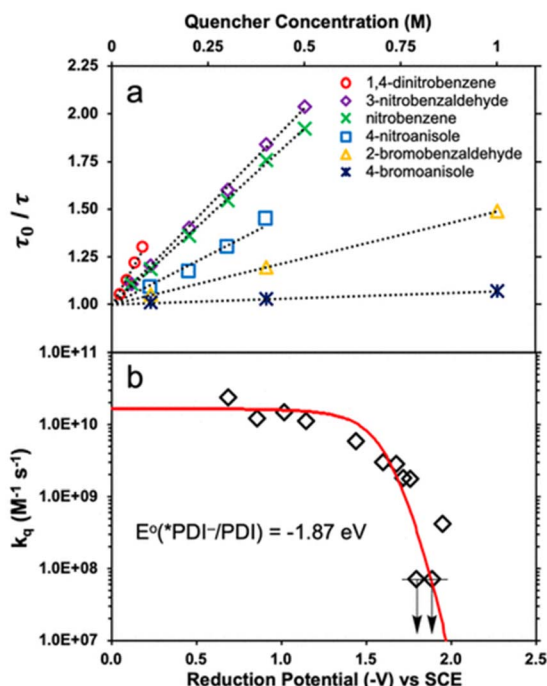 Quencher Concentration (M)
0 0.25 0.5 0.75 1
2.25
2.00
1.75
1.50
1.25
1.00
τ0 / τ
a
1,4-dinitrobenzene
3-nitrobenzaldehyde
nitrobenzene
4-nitroanisole
2-bromobenzaldehyde
4-bromoanisole
1.0E+11
1.0E+10
1.0E+09
1.0E+08
1.0E+07
kq (M⁻¹ s⁻¹)
b
Eº(*PDI⁻/PDI) = -1.87 eV
0.0 0.5 1.0 1.5 2.0 2.5
Reduction Potential (-V) vs SCE